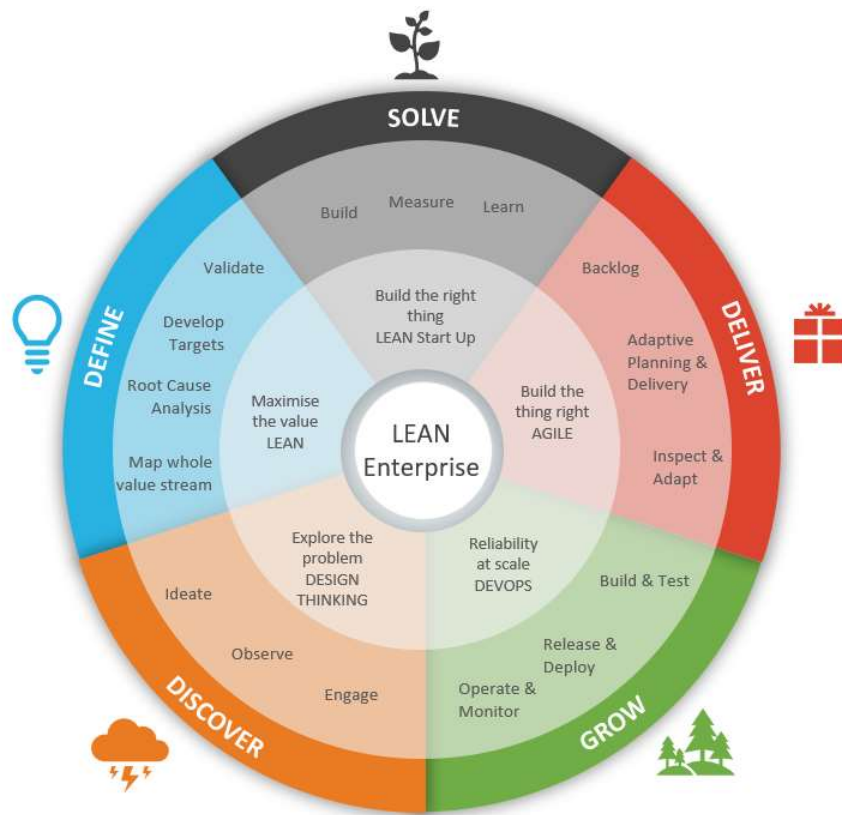 SOLVE
Build
Measure
Learn
Build the right
thing
LEAN Start Up
DELIVER
Backlog
Adaptive
Planning &
Delivery
Inspect &
Adapt
Build the
thing right
AGILE
GROW
Build & Test
Release &
Deploy
Operate &
Monitor
Reliability
at scale
DEVOPS
DISCOVER
Engage
Observe
Ideate
Explore the
problem
DESIGN
THINKING
DEFINE
Map whole
value stream
Root Cause
Analysis
Develop
Targets
Validate
Maximise
the value
LEAN
LEAN
Enterprise